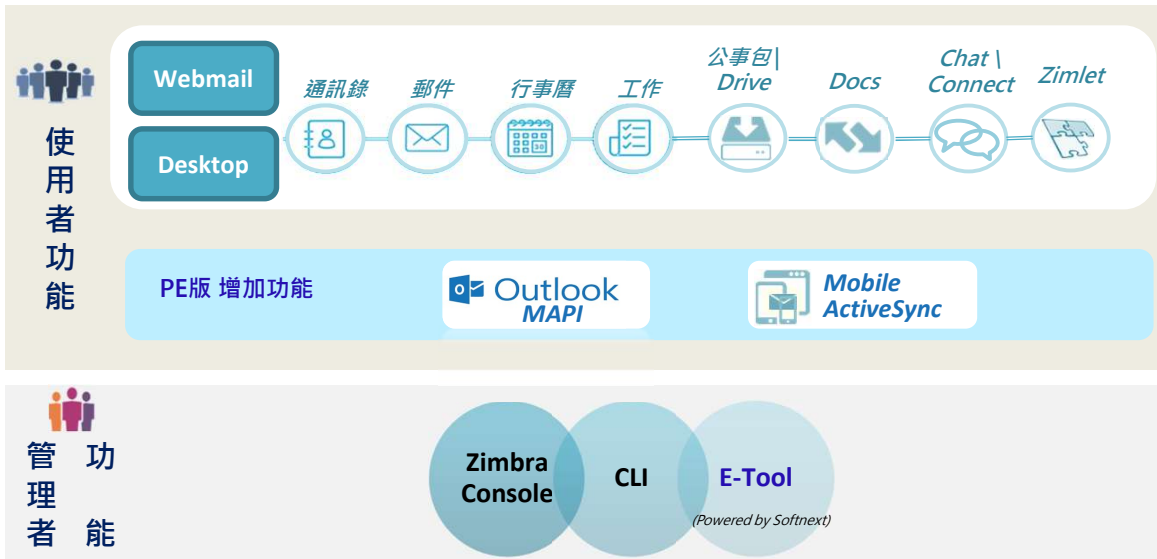 使用者功能
Webmail
Desktop
通訊錄
郵件
行事曆
工作
公事包|
Drive
Docs
Chat \
Connect
Zimlet
30
PE版 增加功能
Outlook
MAPI
Mobile
ActiveSync
管理者
功能
Zimbra
Console
CLI
E-Tool
(Powered by Softnext)